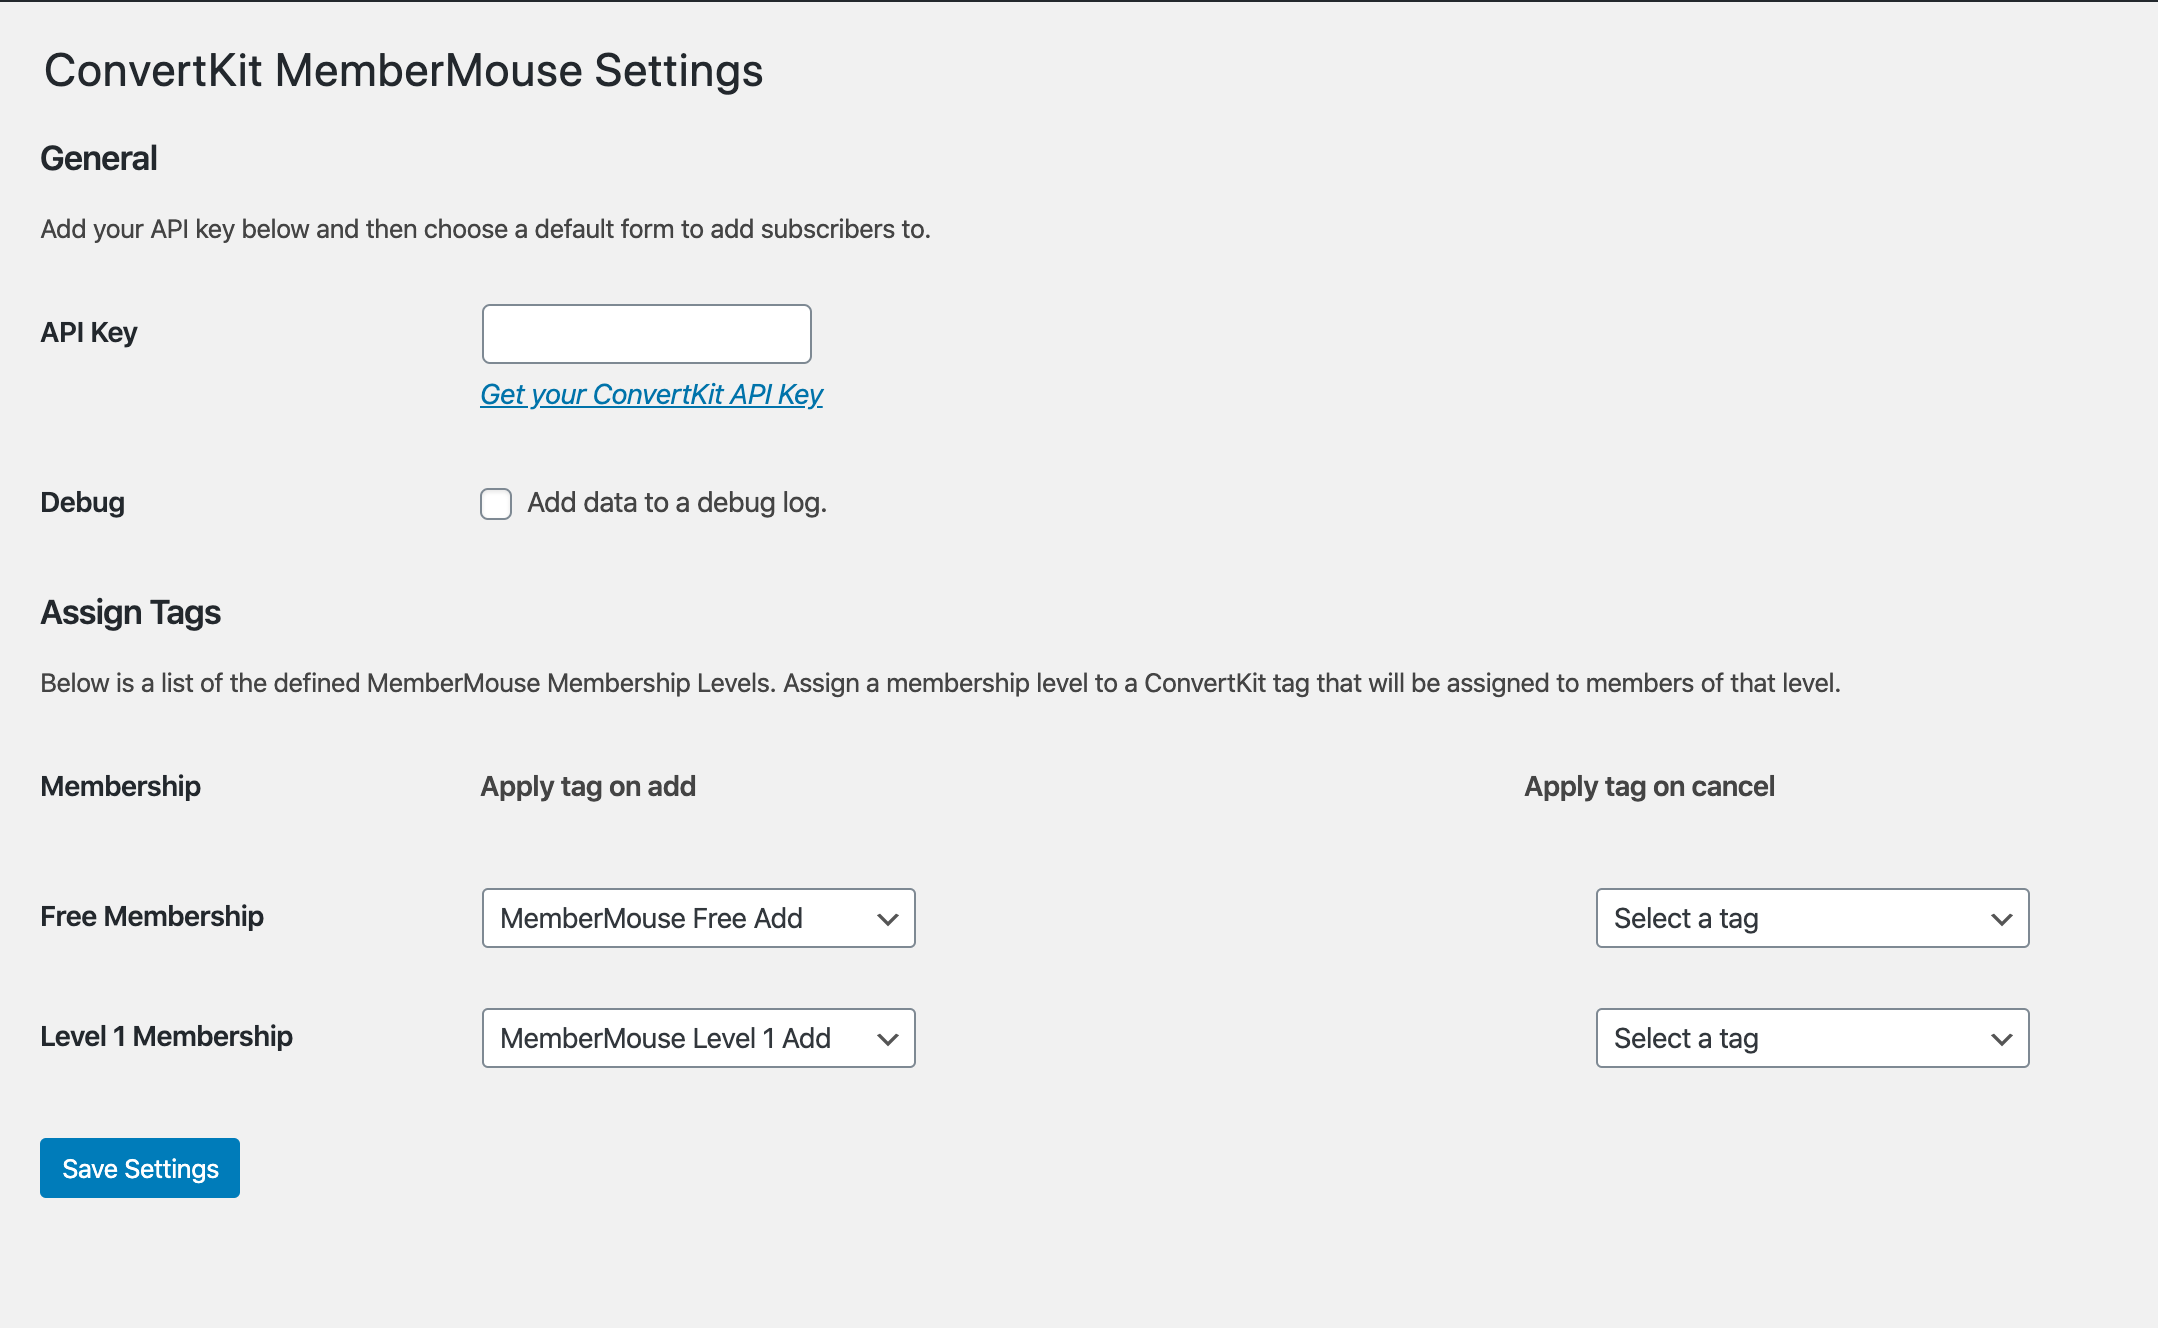 ConvertKit MemberMouse Settings
General
Add your API key below and then choose a default form to add subscribers to.
API Key
Get your ConvertKit API Key
Debug
Add data to a debug log.
Assign Tags
Below is a list of the defined MemberMouse Membership Levels. Assign a membership level to a ConvertKit tag that will be assigned to members of that level.
Membership Apply tag on add Apply tag on cancel
Free Membership MemberMouse Free Add Select a tag
Level 1 Membership MemberMouse Level 1 Add Select a tag
Save Settings